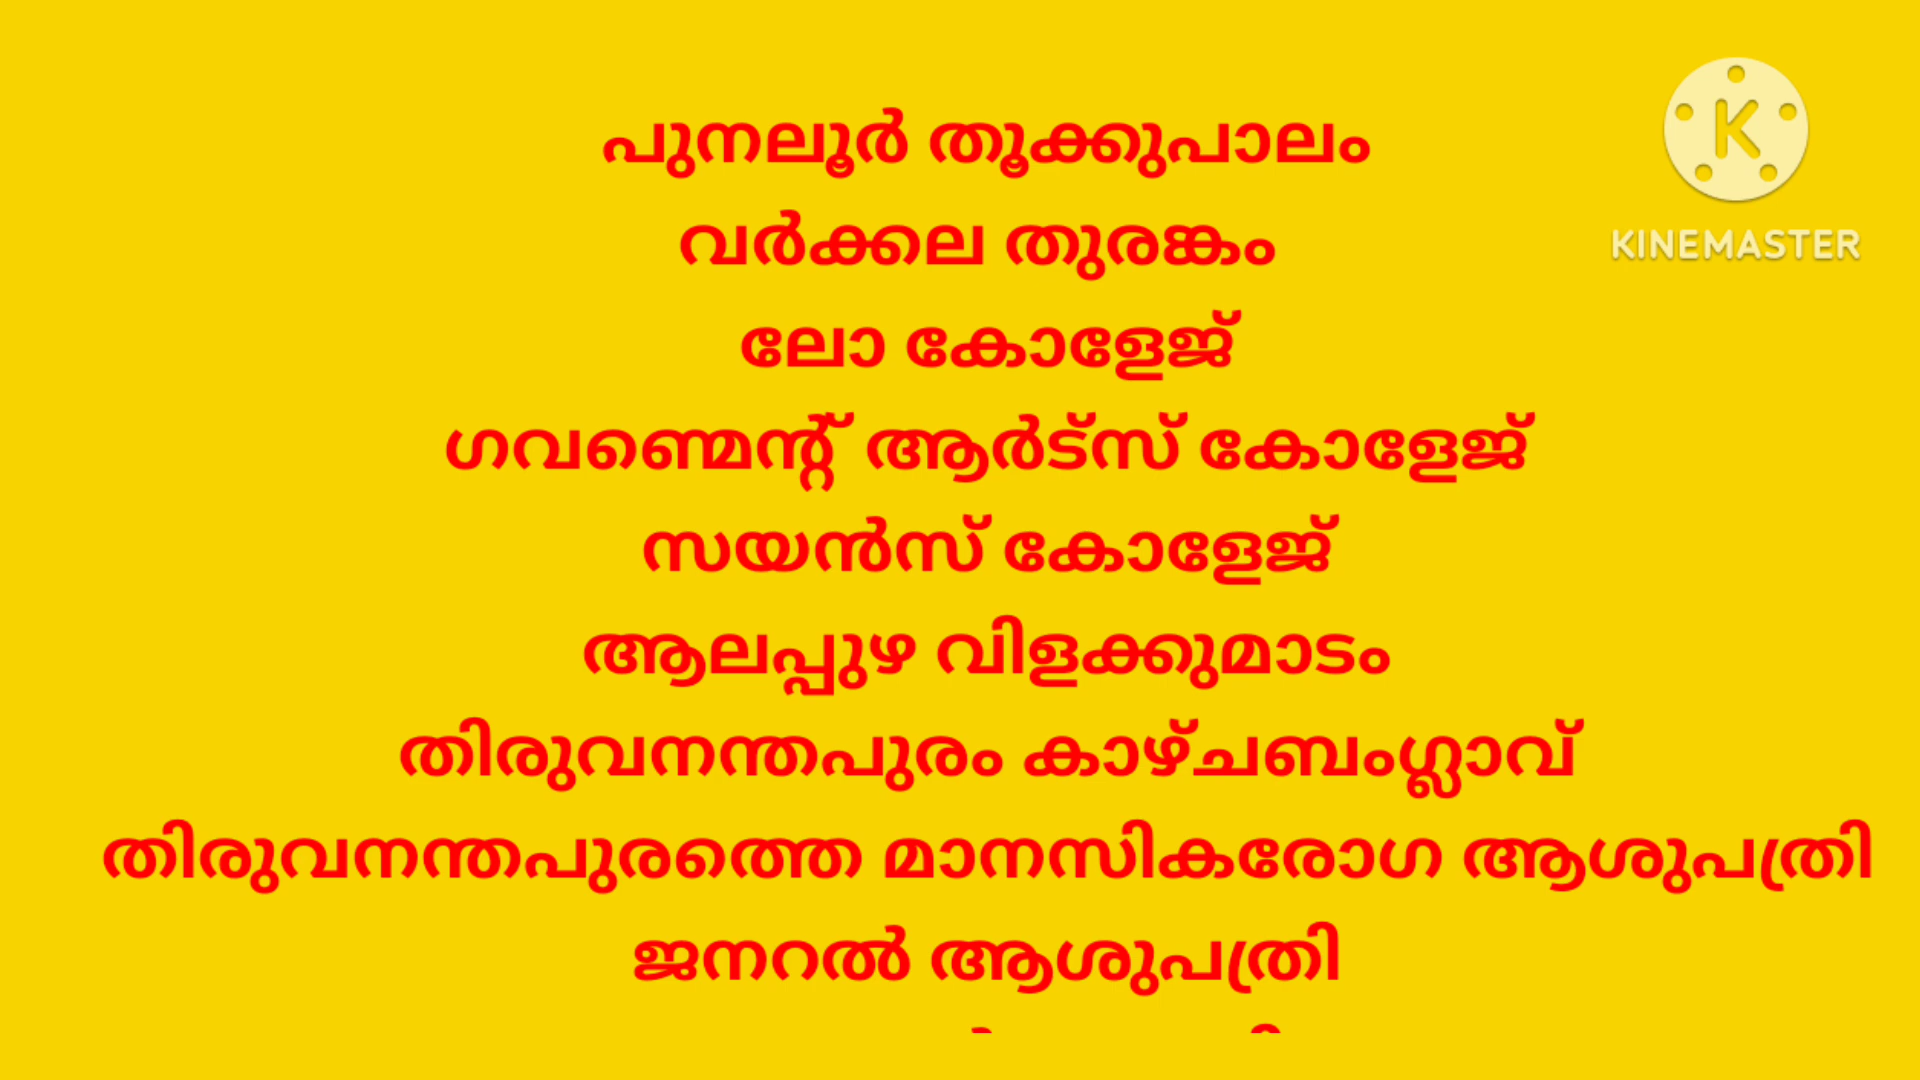 പുനലൂർ തൂക്കുപാലം
വർക്കല തുരങ്കം
ലോ കോളേജ്
ഗവണ്മെന്റ് ആർട്സ് കോളേജ്
സയൻസ് കോളേജ്
ആലപ്പുഴ വിളക്കുമാടം
തിരുവനന്തപുരം കാഴ്ചബംഗ്ലാവ്
തിരുവനന്തപുരത്തെ മാനസികരോഗ ആശുപത്രി
ജനറൽ ആശുപത്രി
K
KINEMASTER